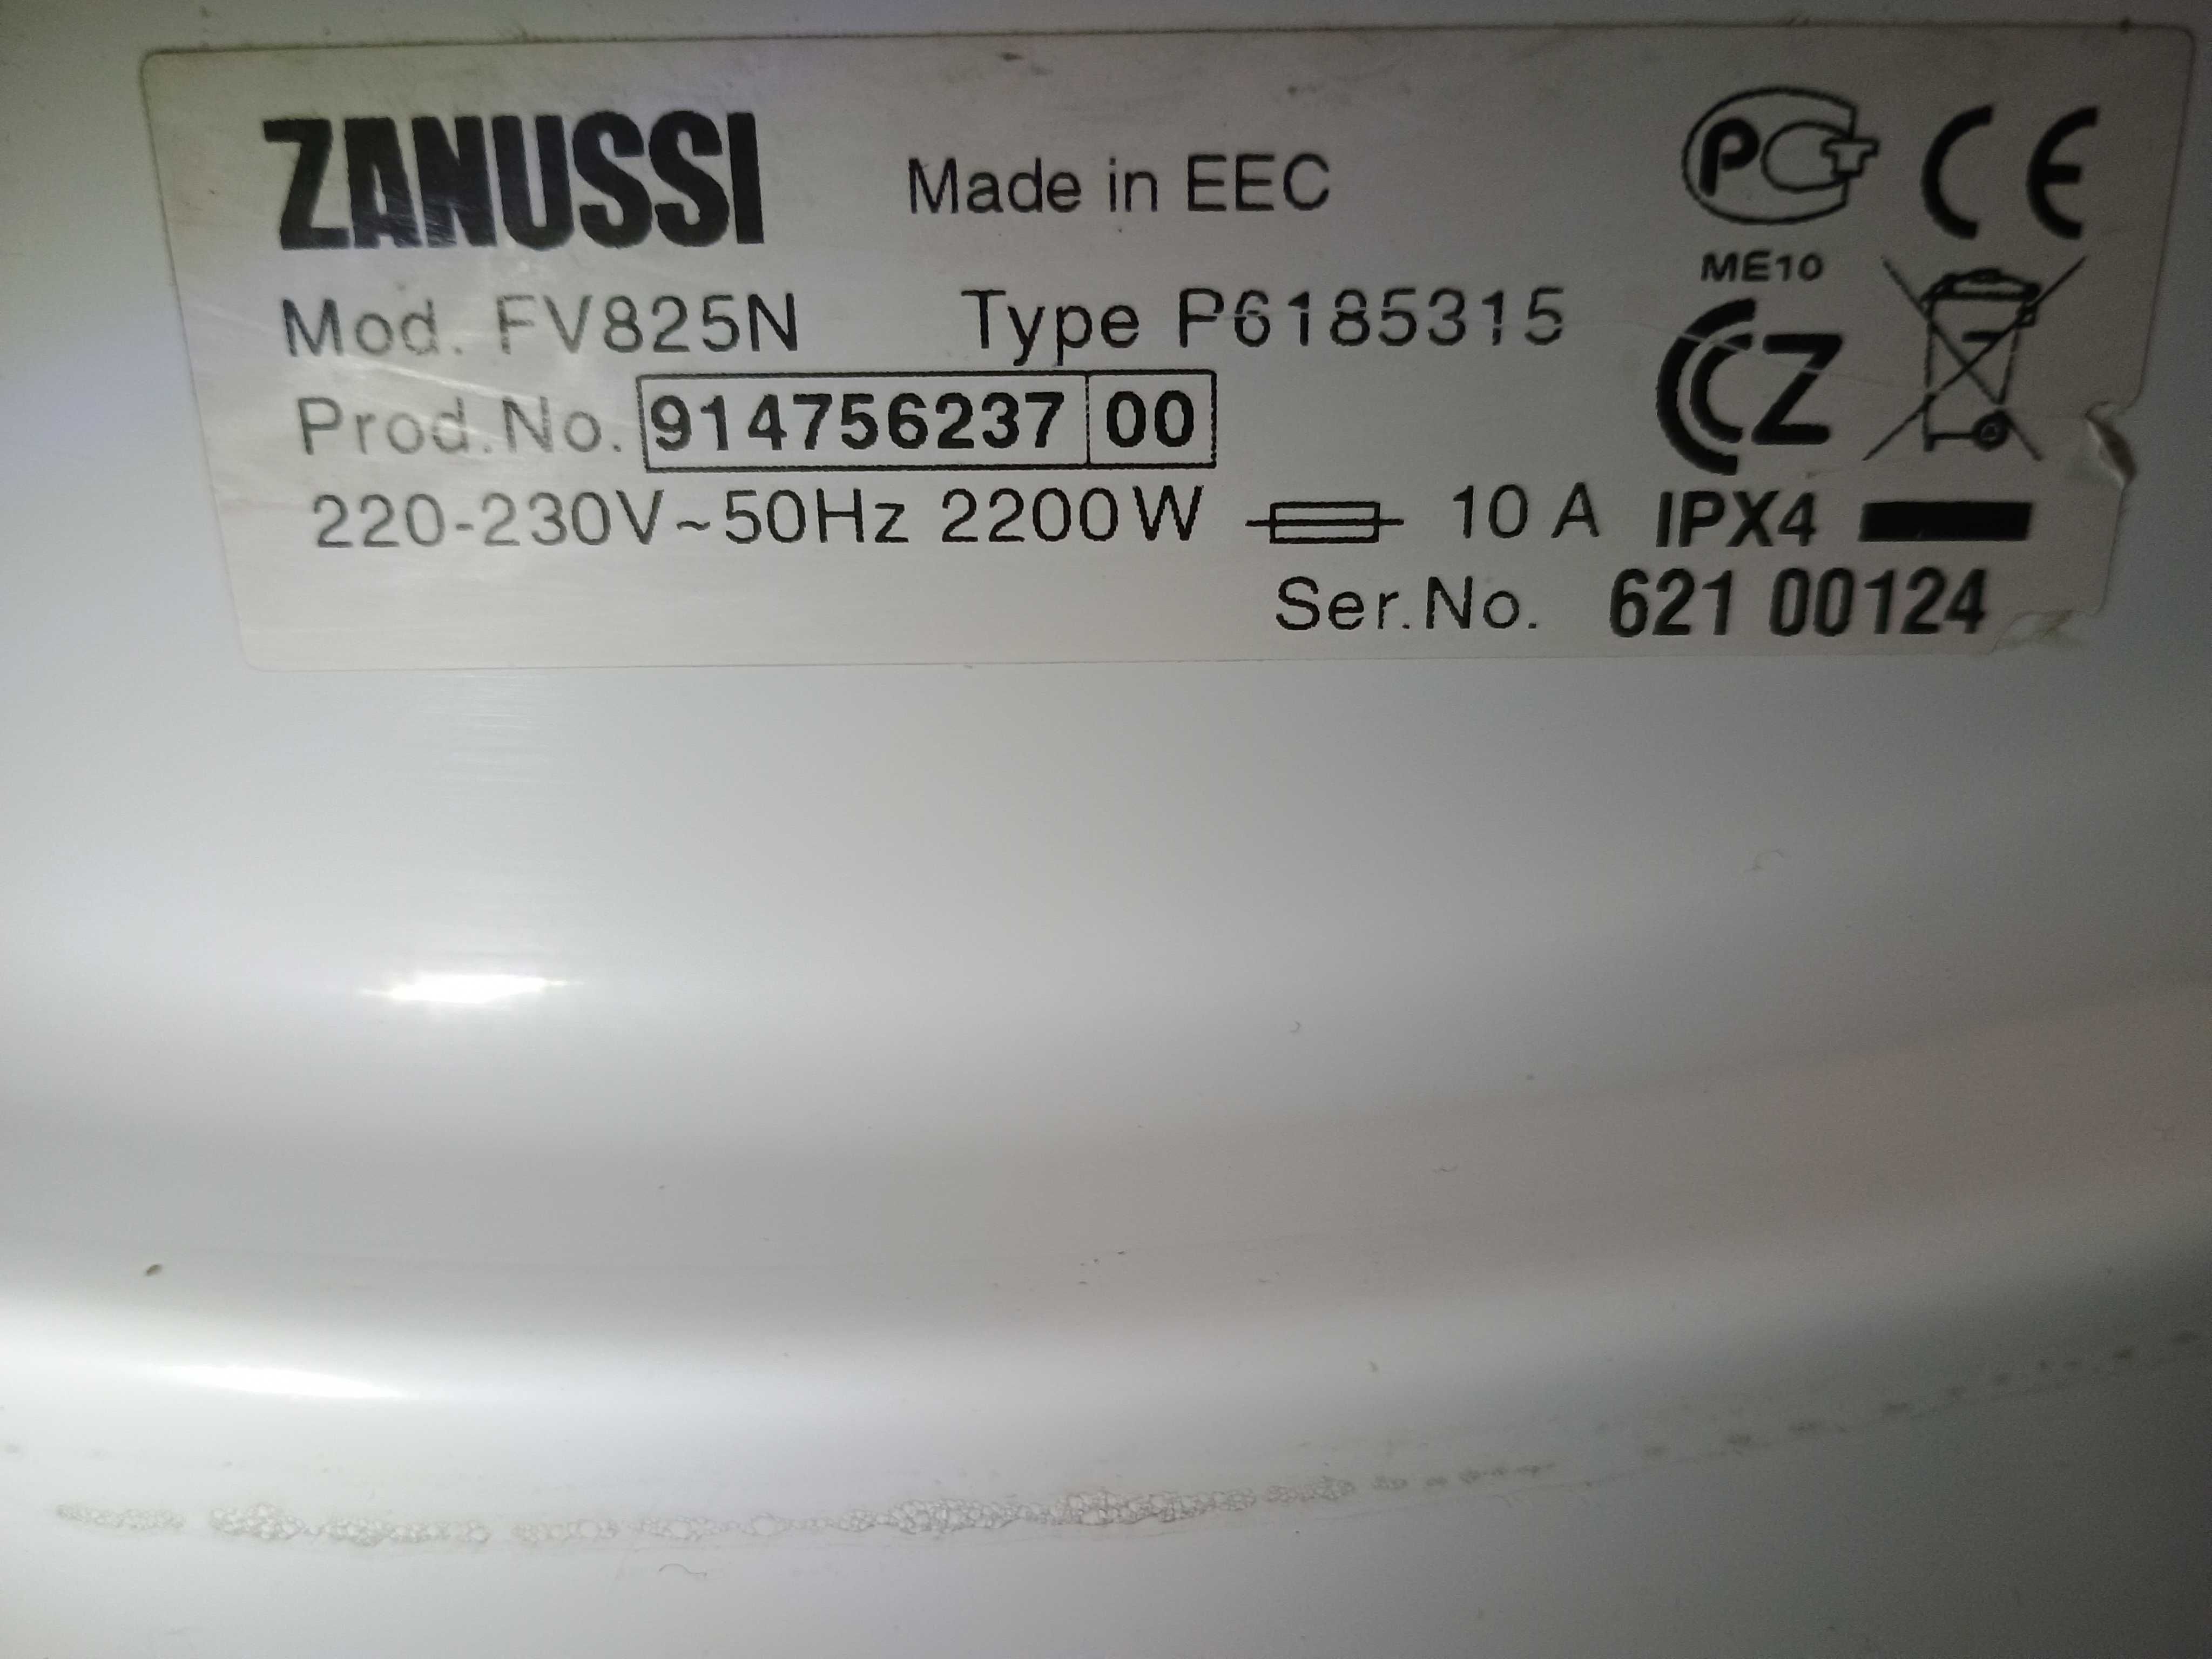 ZANUSSI Made in EEC PCT CE
ME10
Mod. FV825N Type P6185315
CZ
Prod.No. 914756237 00
220-230V~50Hz 2200W 10 A IPX4
Ser.No. 621 00124